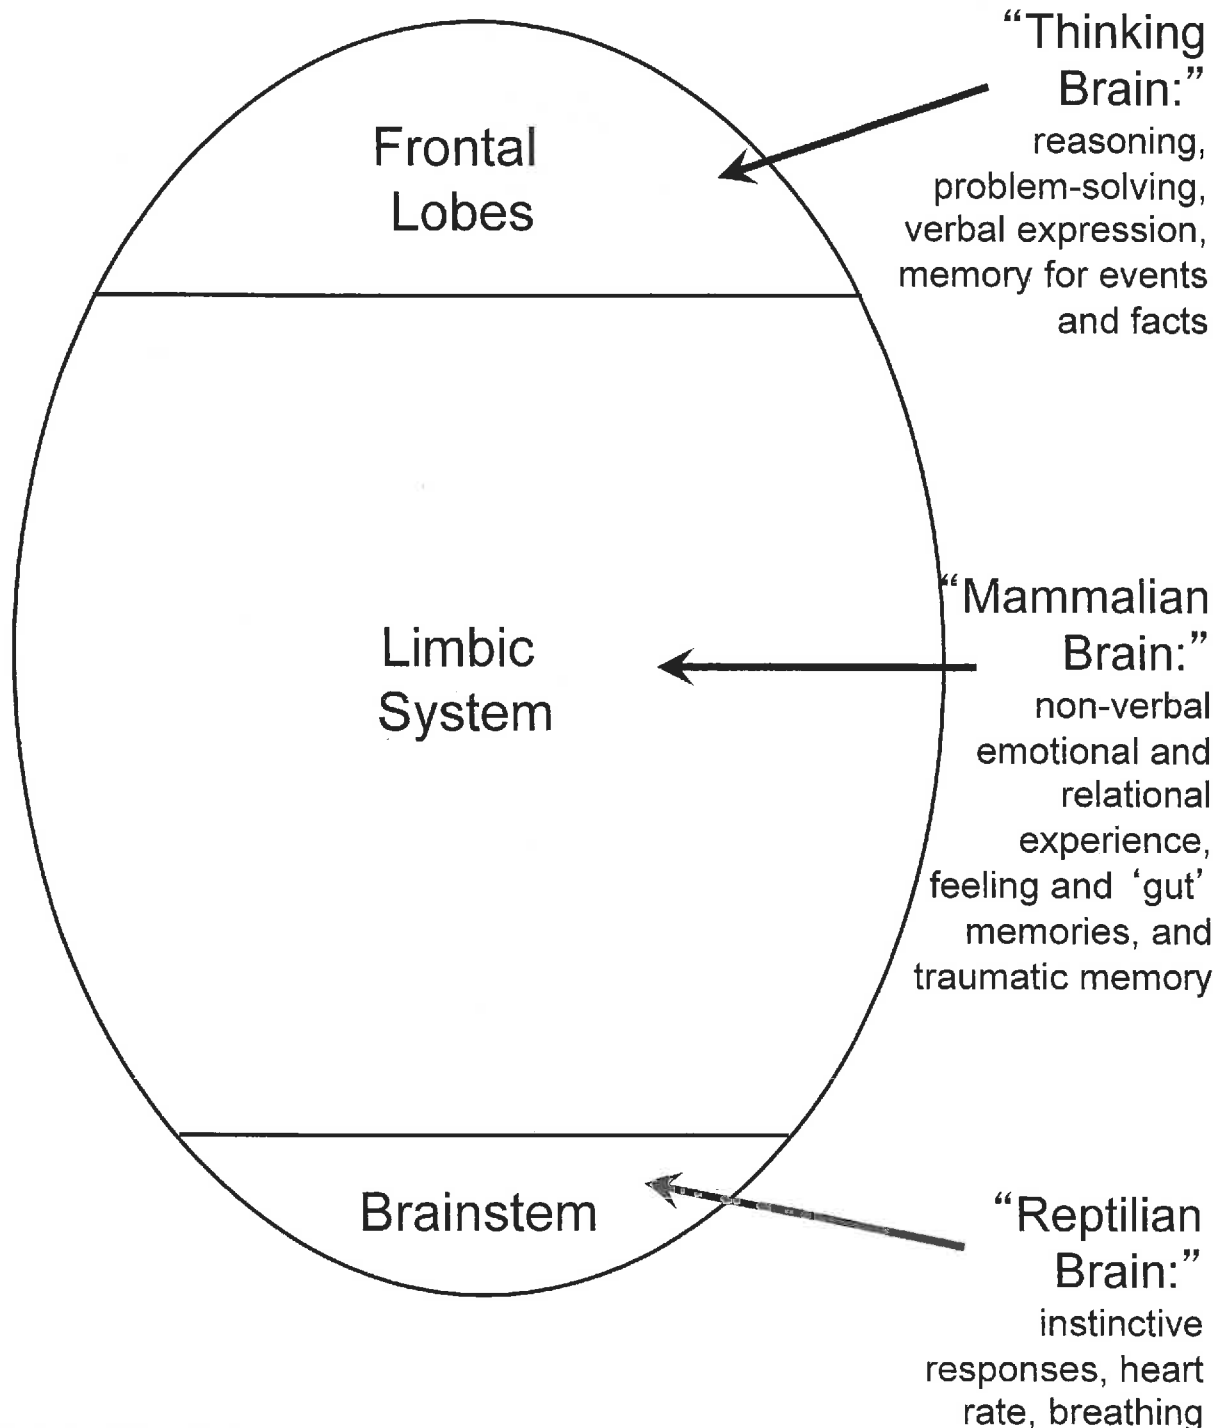 “Thinking
Brain:”
reasoning,
problem-solving,
verbal expression,
memory for events
and facts
Frontal
Lobes
“Mammalian
Brain:”
non-verbal
emotional and
relational
experience,
feeling and ‘gut’
memories, and
traumatic memory
Limbic
System
“Reptilian
Brain:”
instinctive
responses, heart
rate, breathing
Brainstem